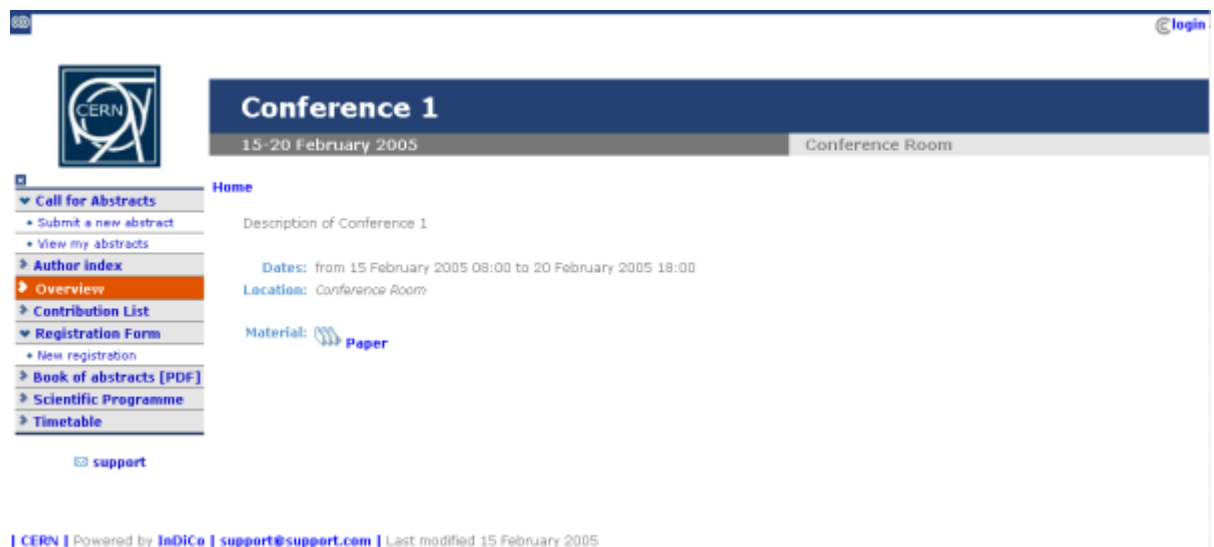 login
CERN
Conference 1
15-20 February 2005
Conference Room
Home
Call for Abstracts
Submit a new abstract
View my abstracts
Author index
Overview
Contribution List
Registration Form
New registration
Book of abstracts [PDF]
Scientific Programme
Timetable
support
Description of Conference 1
Dates: from 15 February 2005 08:00 to 20 February 2005 18:00
Location: Conference Room
Material: Paper
| CERN | Powered by InDiCo | support@support.com | Last modified 15 February 2005